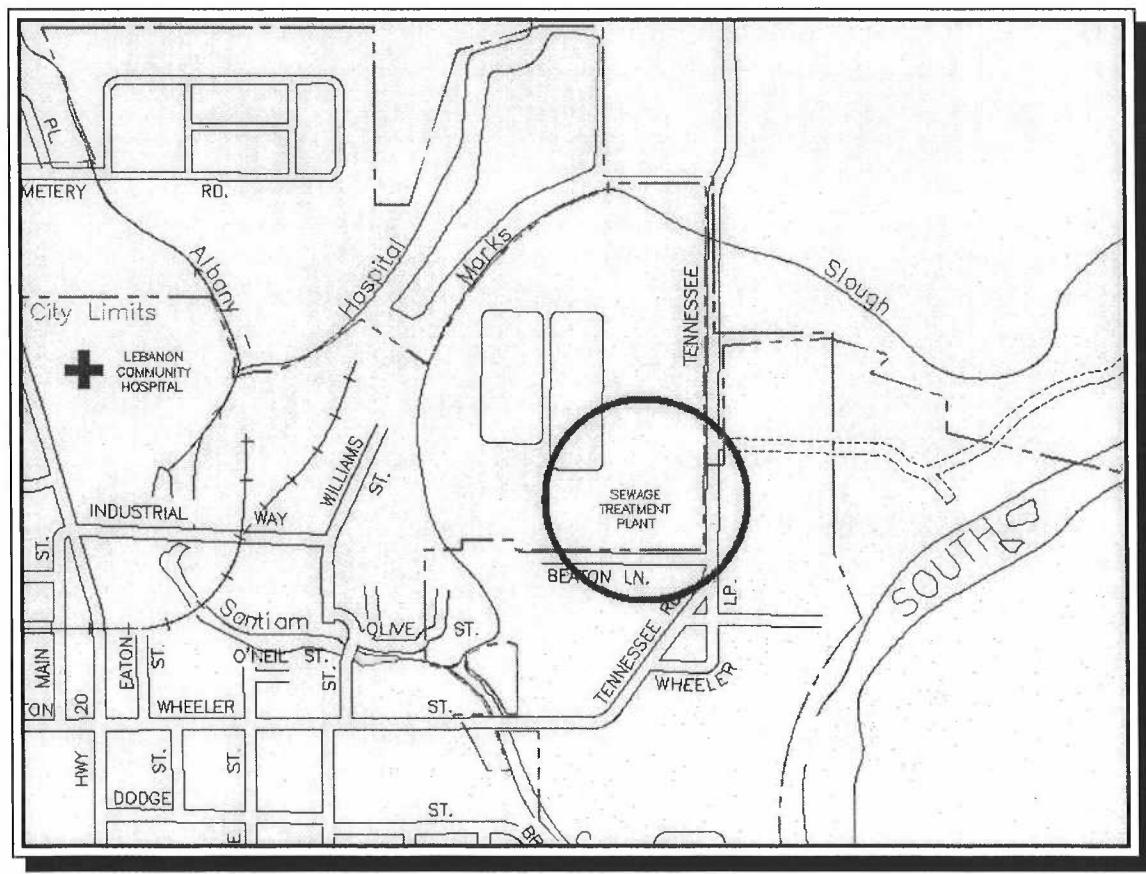 PL
METERY RD.
Albany
Hospital
Marks
TENNESSEE
Slough
City Limits
LEBANON
COMMUNITY
HOSPITAL
WILLIAMS
ST.
SEWAGE
TREATMENT
PLANT
INDUSTRIAL WAY
ST.
BEATON LN.
SOUTH
Santiam
OLIVE ST.
O'NEIL ST.
TENNESSEE
LP.
MAIN
EATON
ST.
ST.
WHEELER
TON
20
WHEELER ST.
HWY
ST.
ST.
DODGE ST.
E
BR